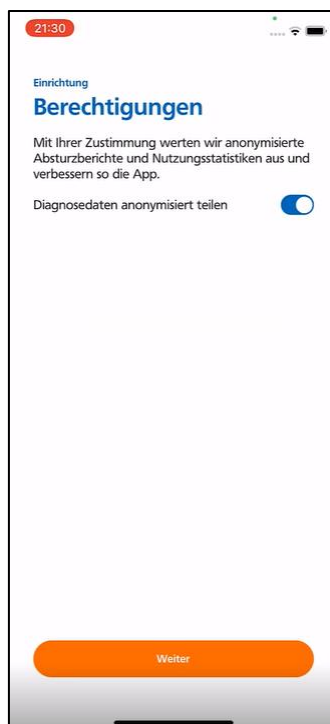 21:30
Einrichtung
Berechtigungen
Mit Ihrer Zustimmung werten wir anonymisierte
Absturzberichte und Nutzungsstatistiken aus und
verbessern so die App.
Diagnosedaten anonymisiert teilen
Weiter